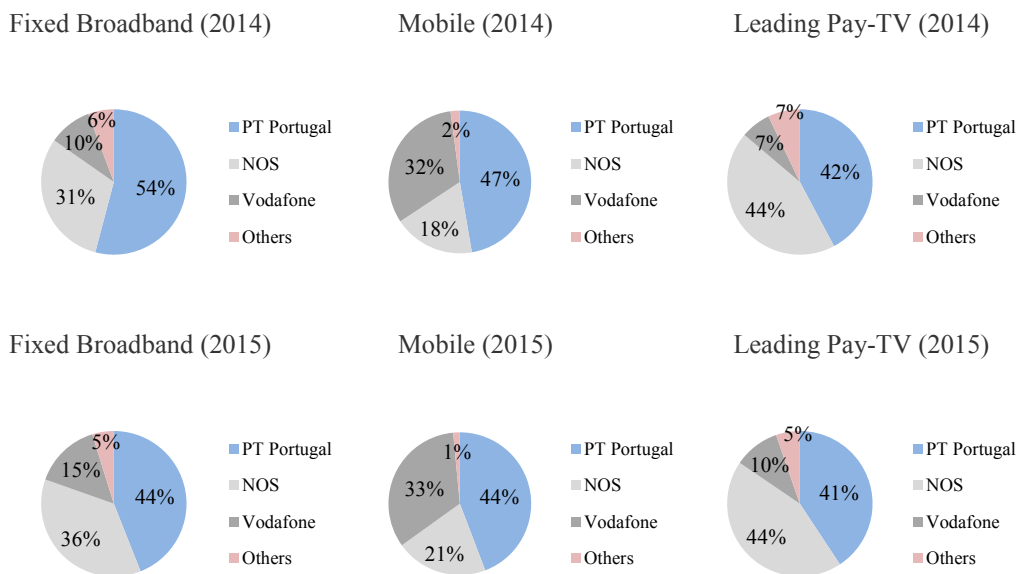 Fixed Broadband (2014)
Mobile (2014)
Leading Pay-TV (2014)
6%
10%
31%
54%
PT Portugal
NOS
Vodafone
Others
2%
32%
47%
18%
PT Portugal
NOS
Vodafone
Others
7%
7%
42%
44%
PT Portugal
NOS
Vodafone
Others
Fixed Broadband (2015)
Mobile (2015)
Leading Pay-TV (2015)
5%
15%
44%
36%
PT Portugal
NOS
Vodafone
Others
1%
33%
44%
21%
PT Portugal
NOS
Vodafone
Others
5%
10%
41%
44%
PT Portugal
NOS
Vodafone
Others